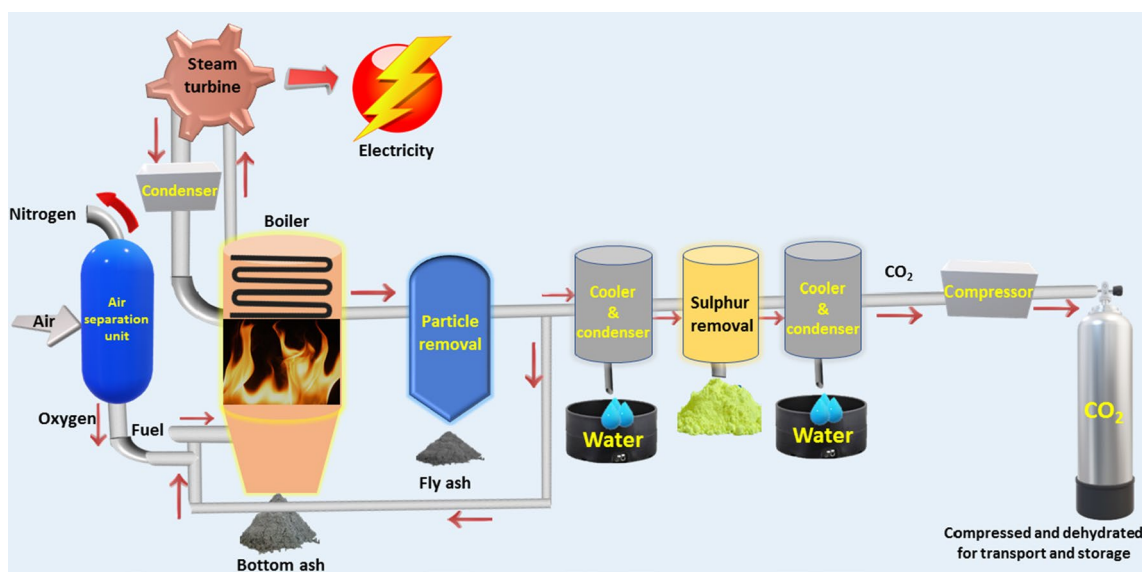 Steam
turbine
Electricity
Condenser
Nitrogen
Boiler
Air
separation
unit
Air
Oxygen
Fuel
Particle
removal
Fly ash
Bottom ash
Cooler
&
condenser
Water
Sulphur
removal
Cooler
&
condenser
Water
CO₂
Compressor
CO₂
Compressed and dehydrated
for transport and storage